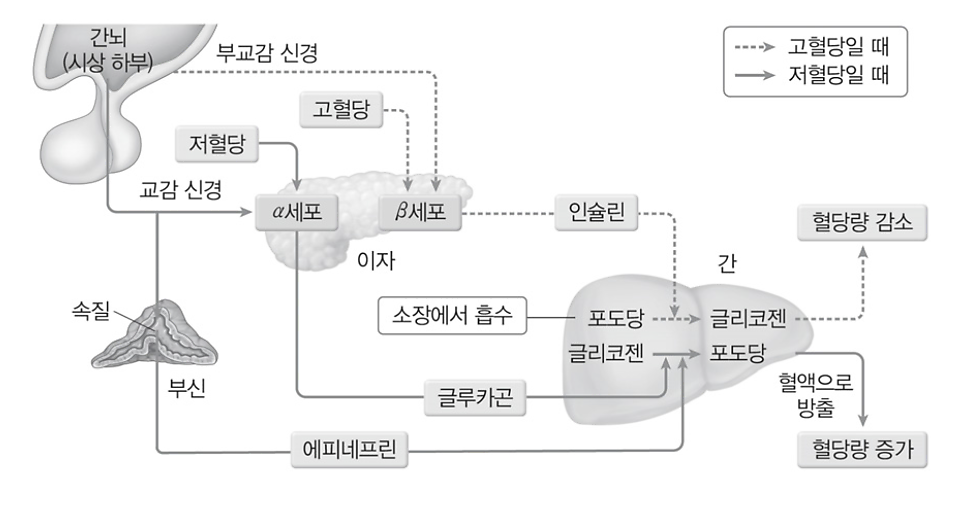 간뇌
(시상 하부)
부교감 신경
고혈당일 때
저혈당일 때
고혈당
저혈당
교감 신경
α세포
β세포
인슐린
혈당량 감소
이자
간
속질
소장에서 흡수
포도당
글리코젠
글리코젠
포도당
부신
글루카곤
혈액으로
방출
에피네프린
혈당량 증가